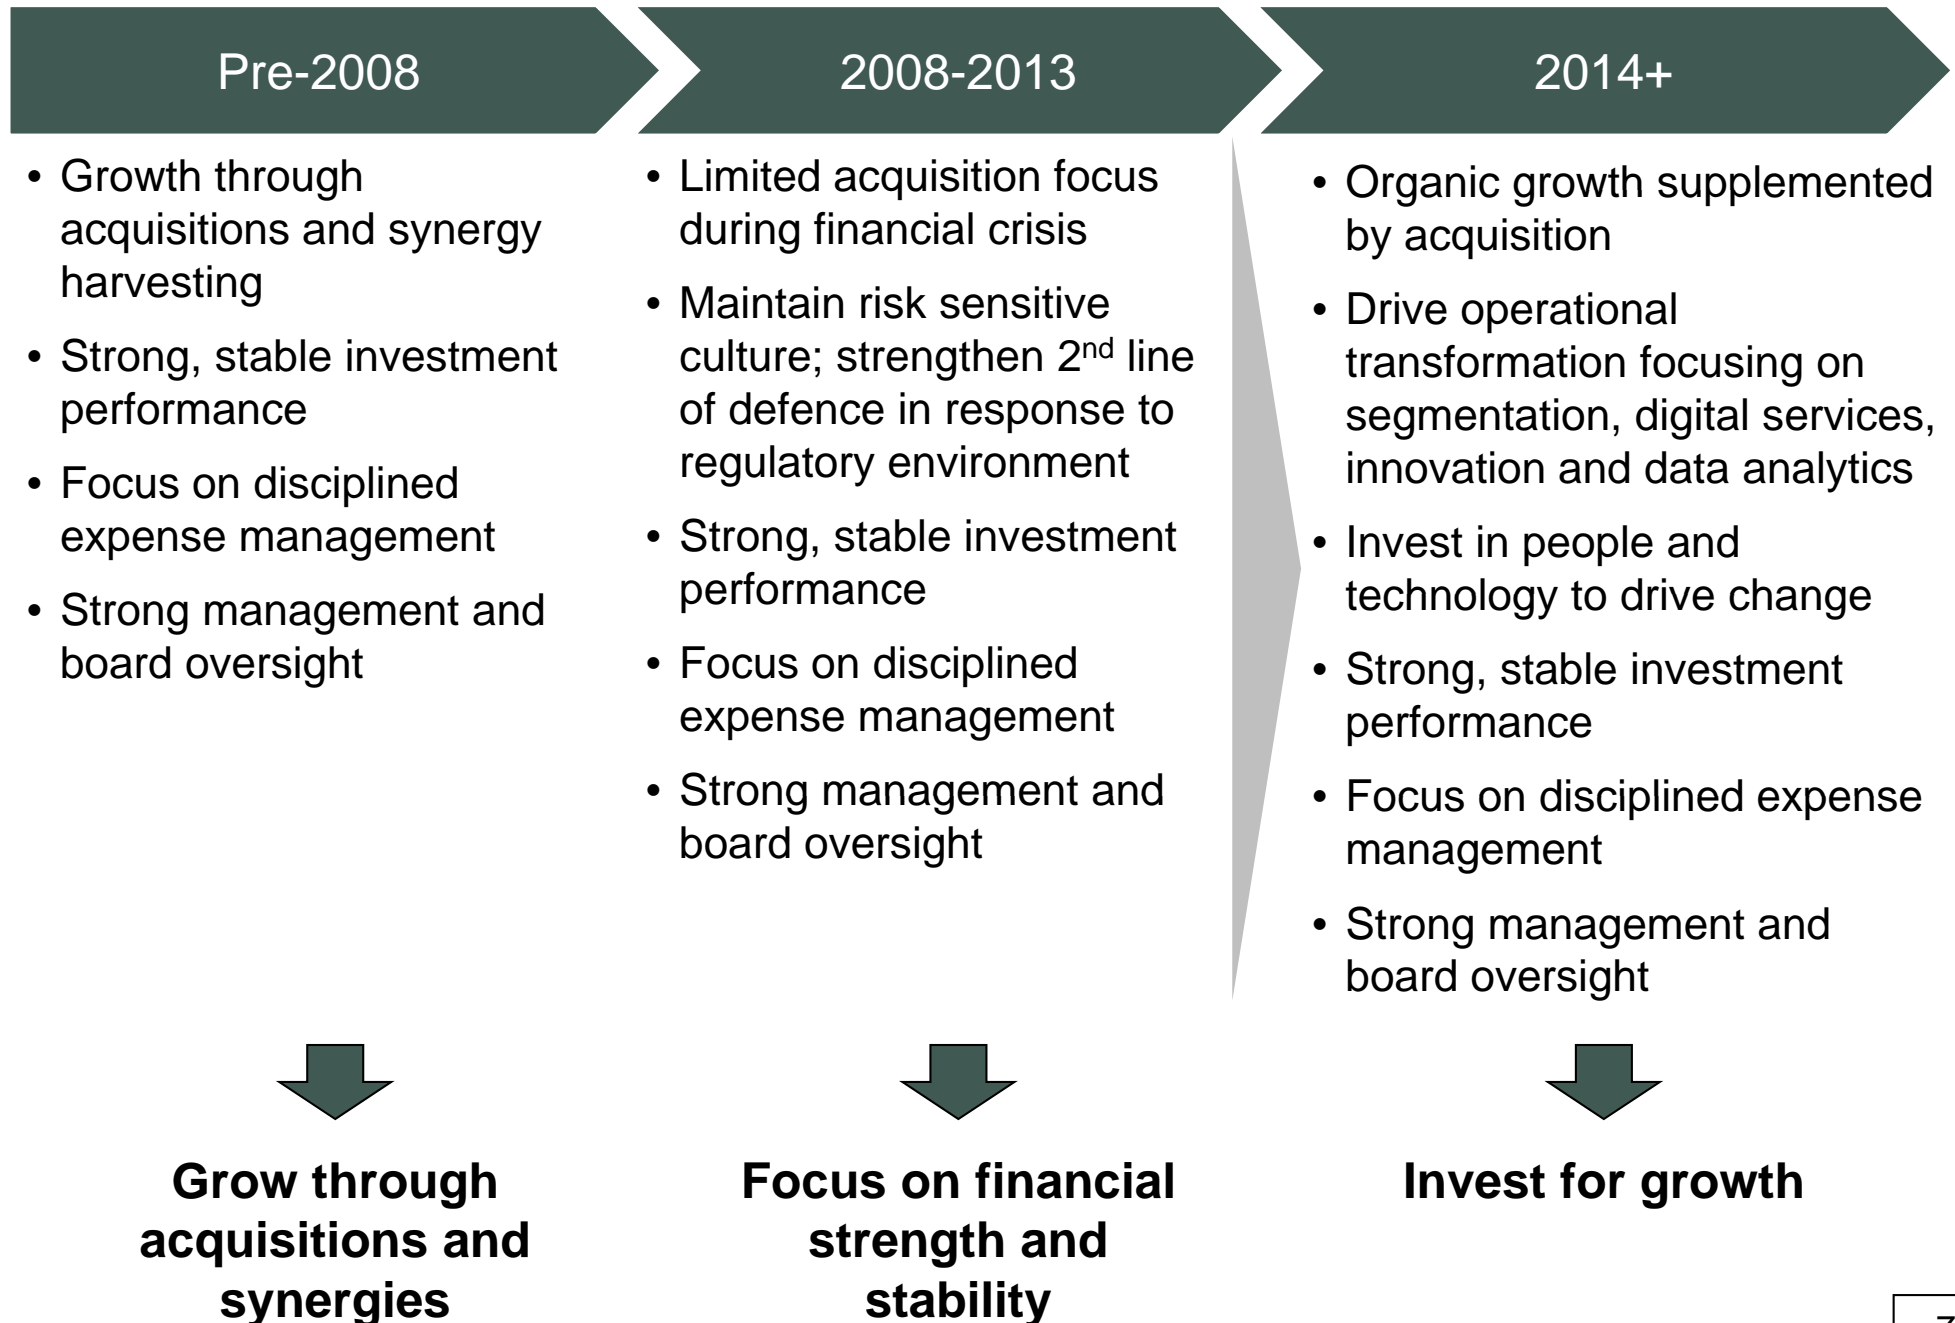 Pre-2008
2008-2013
2014+
• Growth through
acquisitions and synergy
harvesting
• Strong, stable investment
performance
• Focus on disciplined
expense management
• Strong management and
board oversight
• Limited acquisition focus
during financial crisis
• Maintain risk sensitive
culture; strengthen 2nd line
of defence in response to
regulatory environment
• Strong, stable investment
performance
• Focus on disciplined
expense management
• Strong management and
board oversight
• Organic growth supplemented
by acquisition
• Drive operational
transformation focusing on
segmentation, digital services,
innovation and data analytics
• Invest in people and
technology to drive change
• Strong, stable investment
performance
• Focus on disciplined expense
management
• Strong management and
board oversight
Grow through
acquisitions and
synergies
Focus on financial
strength and
stability
Invest for growth
7